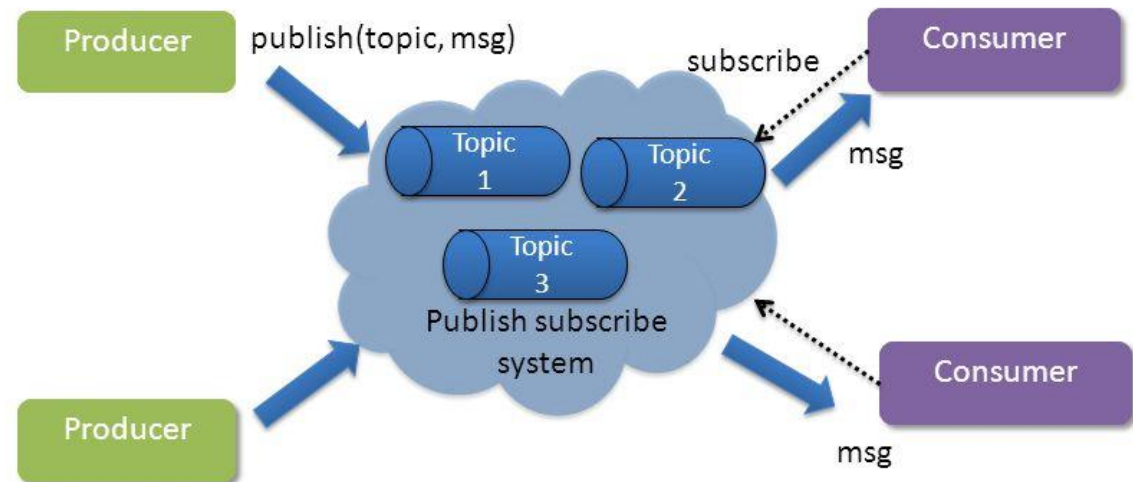 Producer
publish(topic, msg)
Consumer
subscribe
Topic
1
Topic
2
msg
Topic
3
Publish subscribe
system
Consumer
Producer
msg